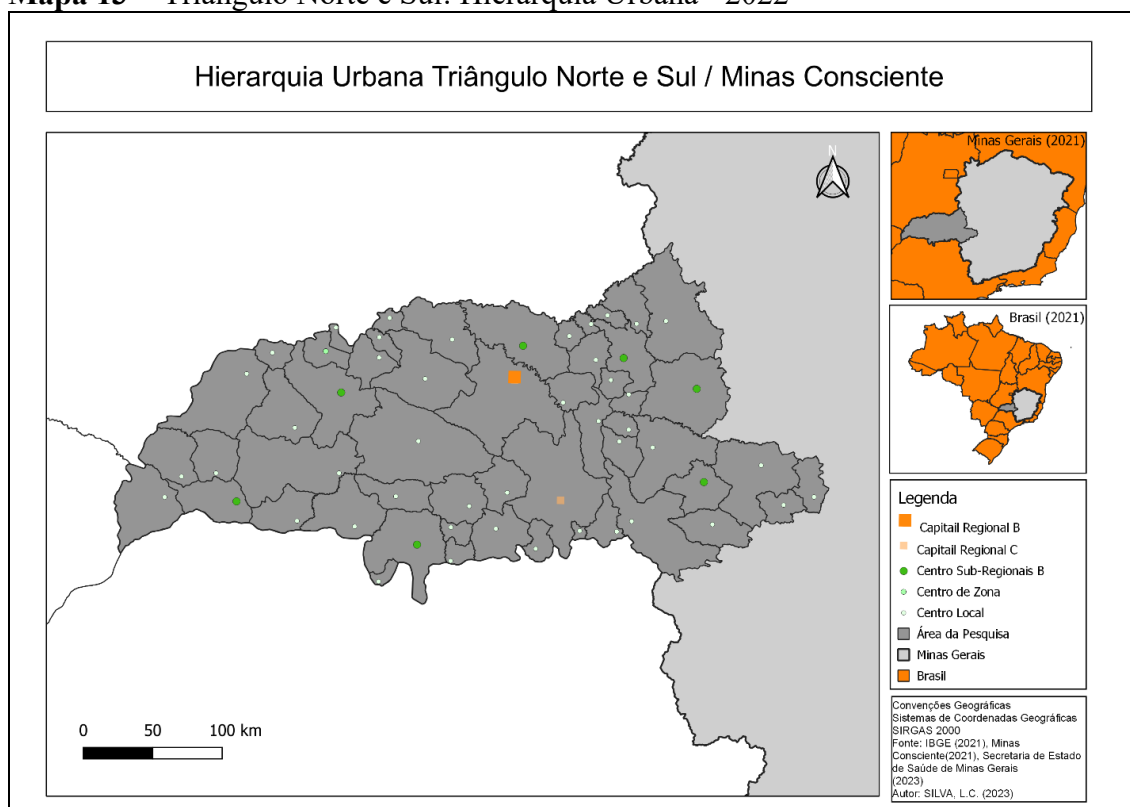 Mapa 15 – Triângulo Norte e Sul: Hierarquia Urbana - 2022
Hierarquia Urbana Triângulo Norte e Sul / Minas Consciente
N
Minas Gerais (2021)
Brasil (2021)
Legenda
Capitail Regional B
Capitail Regional C
Centro Sub-Regionais B
Centro de Zona
Centro Local
Área da Pesquisa
Minas Gerais
Brasil
0 50 100 km
Convenções Geográficas
Sistemas de Coordenadas Geográficas
SIRGAS 2000
Fonte: IBGE (2021), Minas
Consciente(2021), Secretaria de Estado
de Saúde de Minas Gerais
(2023)
Autor: SILVA, L.C. (2023)